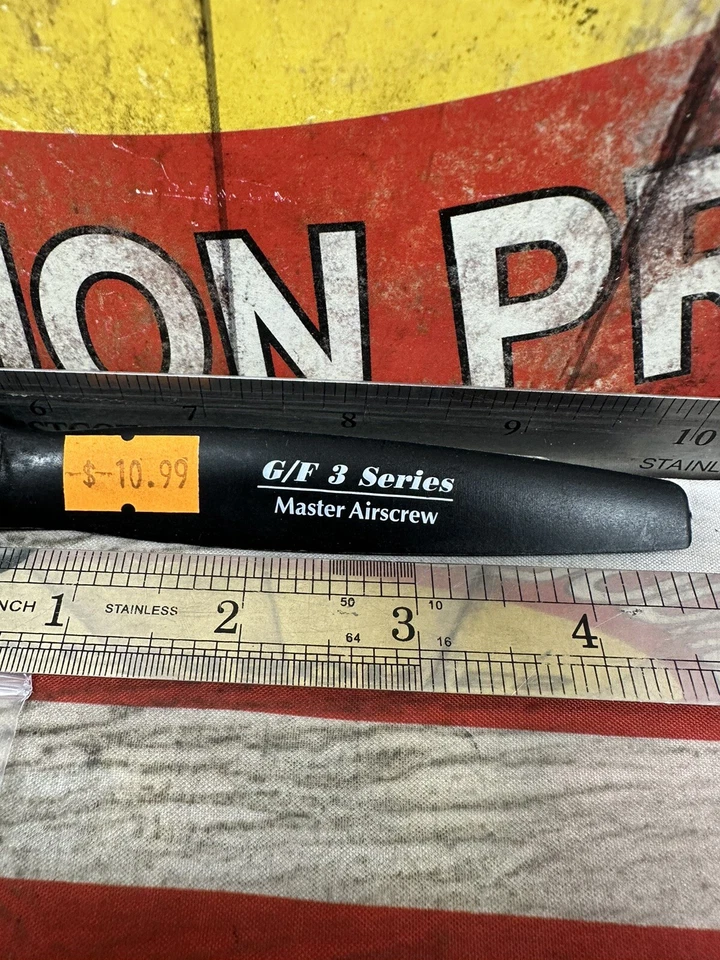 ION PR
6 7 8 9 10
STAINL
$ 10.99
G/F 3 Series
Master Airscrew
NCH 1 STAINLESS 2 50 3 10 4
64 16